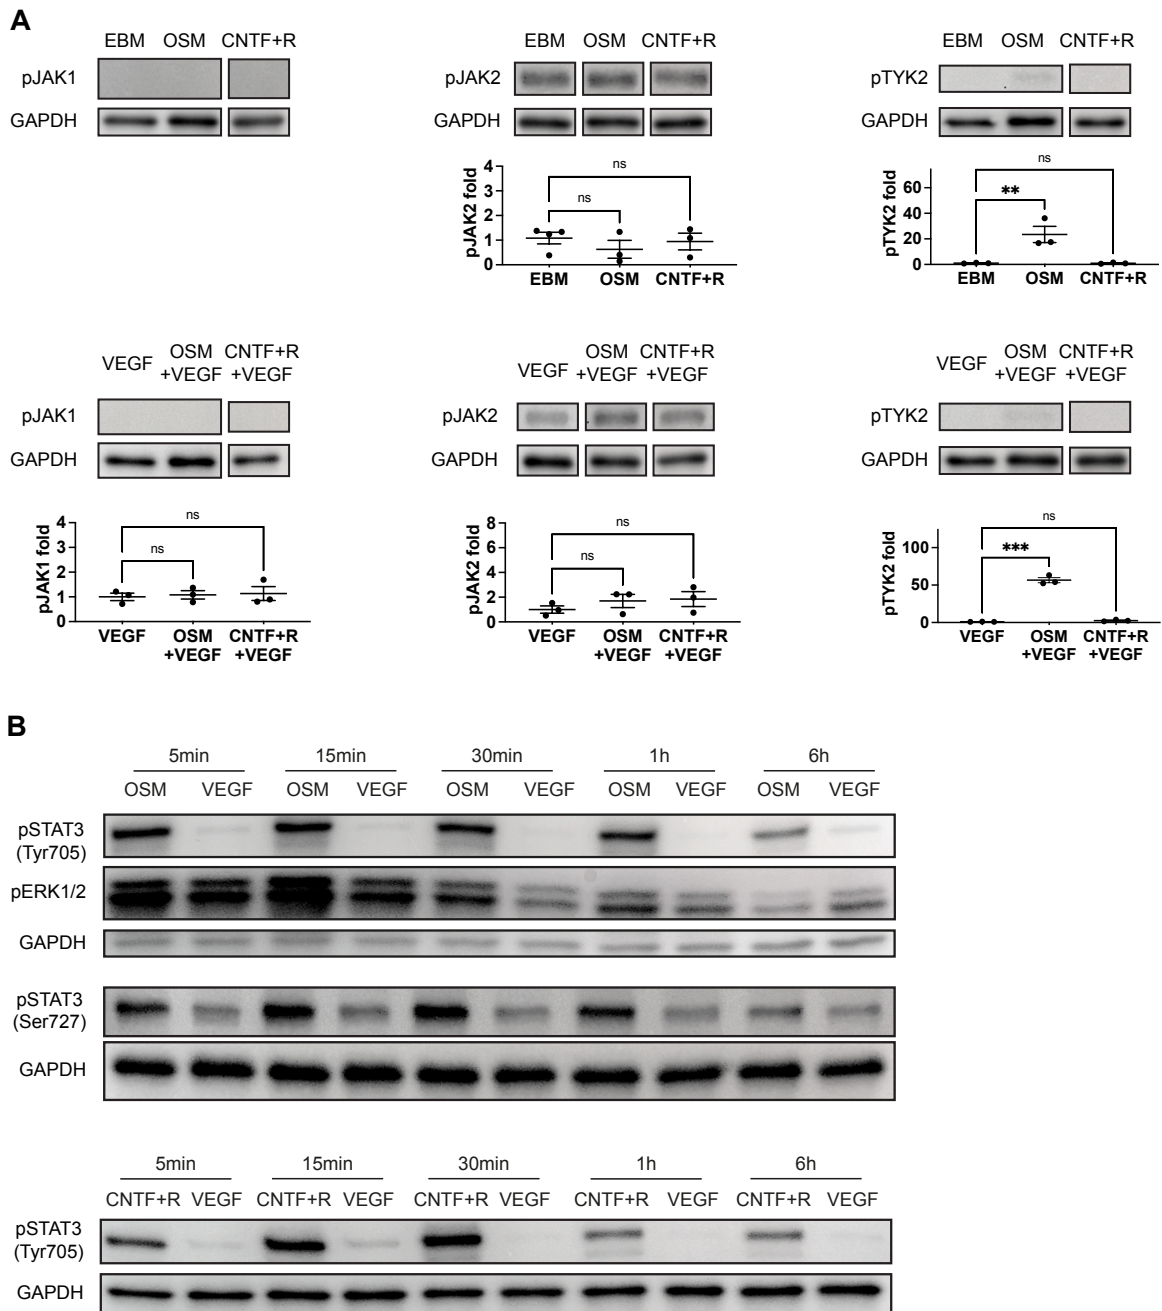 A
EBM OSM CNTF+R
pJAK1
GAPDH
EBM OSM CNTF+R
pJAK2
GAPDH
pJAK2 fold
4
3
2
1
0
ns
ns
EBM OSM CNTF+R
EBM OSM CNTF+R
pTYK2
GAPDH
pTYK2 fold
60
40
20
0
ns
**
EBM OSM CNTF+R
VEGF OSM +VEGF CNTF+R +VEGF
pJAK1
GAPDH
pJAK1 fold
4
3
2
1
0
ns
ns
VEGF OSM CNTF+R
+VEGF +VEGF
VEGF OSM +VEGF CNTF+R +VEGF
pJAK2
GAPDH
pJAK2 fold
8
6
4
2
0
ns
ns
VEGF OSM CNTF+R
+VEGF +VEGF
VEGF OSM +VEGF CNTF+R +VEGF
pTYK2
GAPDH
pTYK2 fold
100
50
0
ns
***
VEGF OSM CNTF+R
+VEGF +VEGF
B
5min 15min 30min 1h 6h
OSM VEGF OSM VEGF OSM VEGF OSM VEGF OSM VEGF
pSTAT3
(Tyr705)
pERK1/2
GAPDH
pSTAT3
(Ser727)
GAPDH
5min 15min 30min 1h 6h
CNTF+R VEGF CNTF+R VEGF CNTF+R VEGF CNTF+R VEGF CNTF+R VEGF
pSTAT3
(Tyr705)
GAPDH